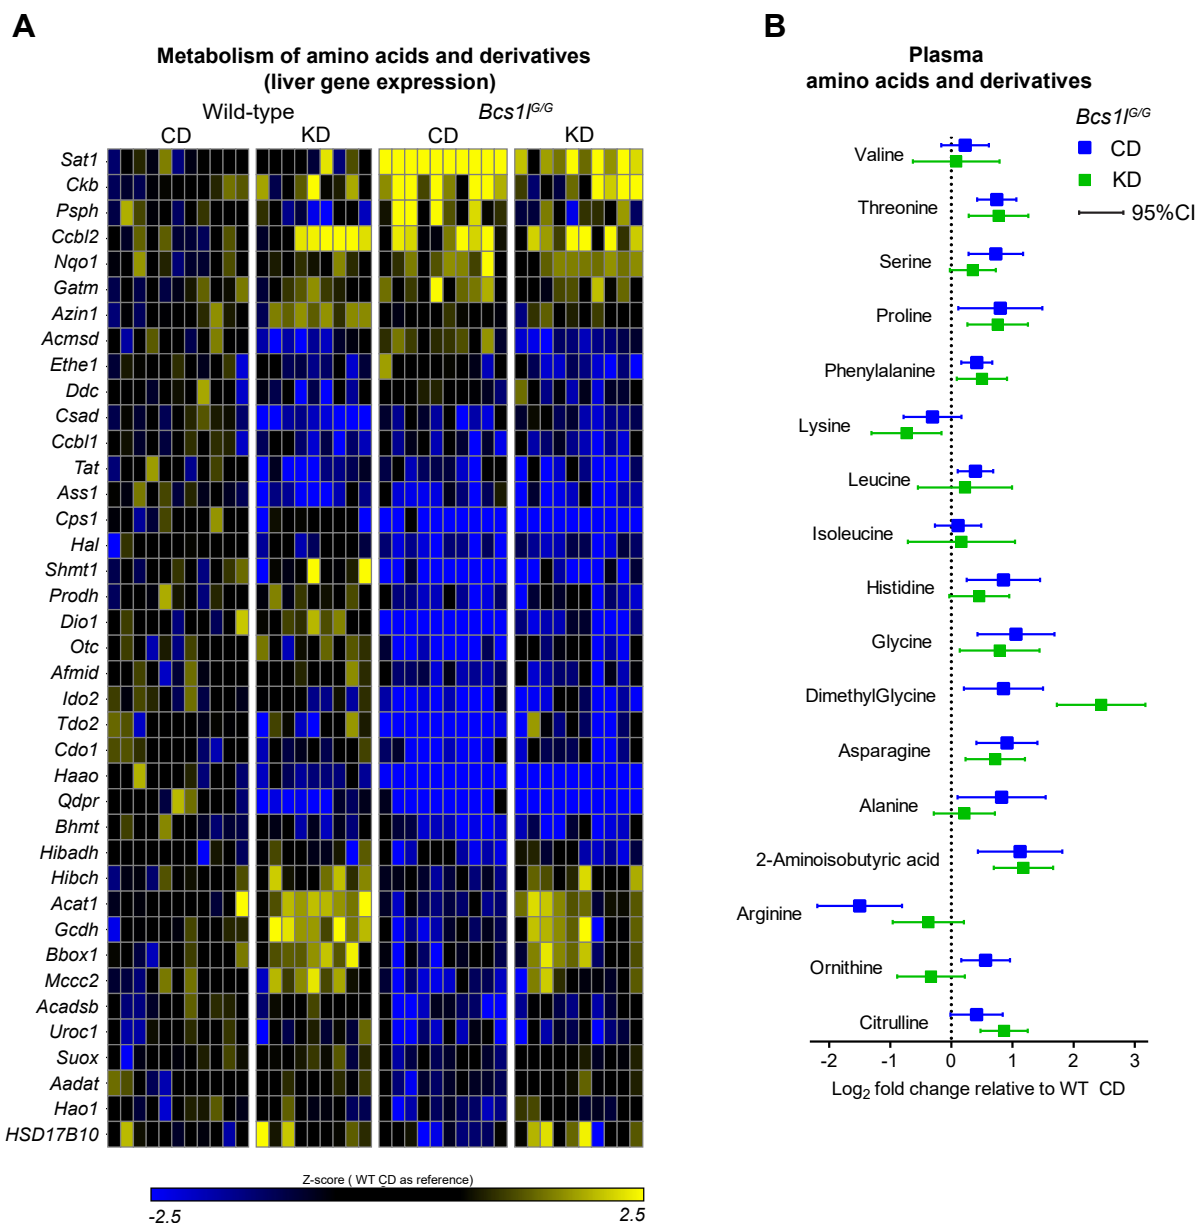 A
Metabolism of amino acids and derivatives
(liver gene expression)
Wild-type
Bcs1l^G/G
CD
KD
CD
KD
Sat1
Ckb
Psph
Ccbl2
Nqo1
Gatm
Azin1
Acmsd
Ethe1
Ddc
Csad
Ccbl1
Tat
Ass1
Cps1
Hal
Shmt1
Prodh
Dio1
Otc
Afmid
Ido2
Tdo2
Cdo1
Haao
Qdpr
Bhmt
Hibadh
Hibch
Acat1
Gcdh
Bbox1
Mccc2
Acadsb
Uroc1
Suox
Aadat
Hao1
HSD17B10
Z-score ( WT CD as reference)
-2.5
2.5
B
Plasma
amino acids and derivatives
Bcs1l^G/G
CD
KD
95%CI
Valine
Threonine
Serine
Proline
Phenylalanine
Lysine
Leucine
Isoleucine
Histidine
Glycine
DimethylGlycine
Asparagine
Alanine
2-Aminoisobutyric acid
Arginine
Ornithine
Citrulline
-2 -1 0 1 2 3
Log2 fold change relative to WT CD